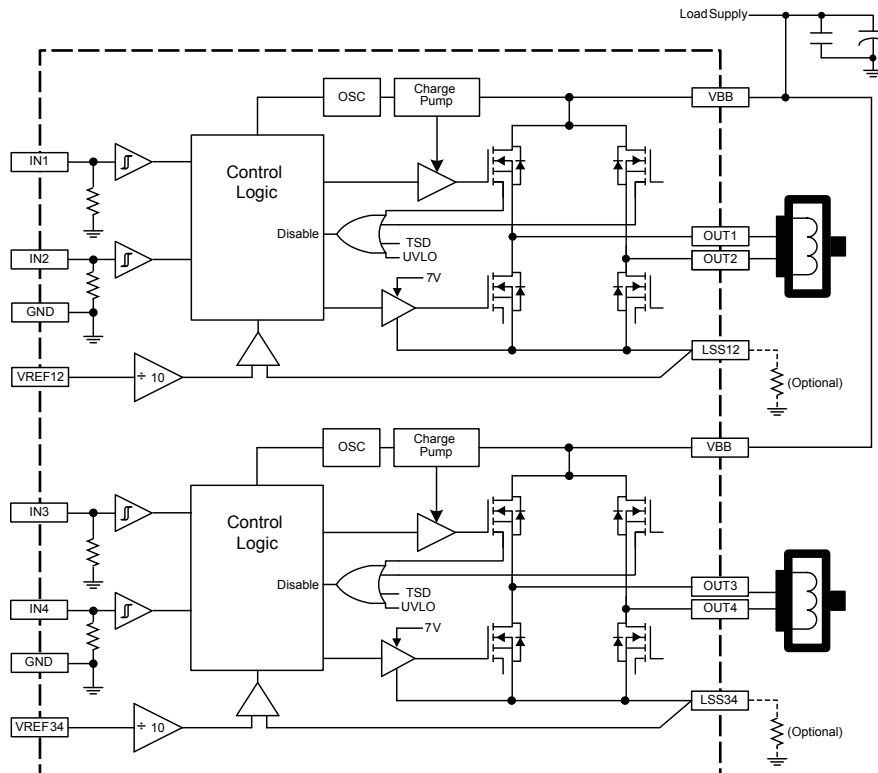 Load Supply
OSC
Charge
Pump
VBB
IN1
Control
Logic
Disable
TSD
UVLO
OUT1
IN2
OUT2
7V
GND
LSS12
VREF12
÷ 10
(Optional)
OSC
Charge
Pump
VBB
IN3
Control
Logic
Disable
TSD
UVLO
OUT3
IN4
OUT4
7V
GND
LSS34
VREF34
÷ 10
(Optional)